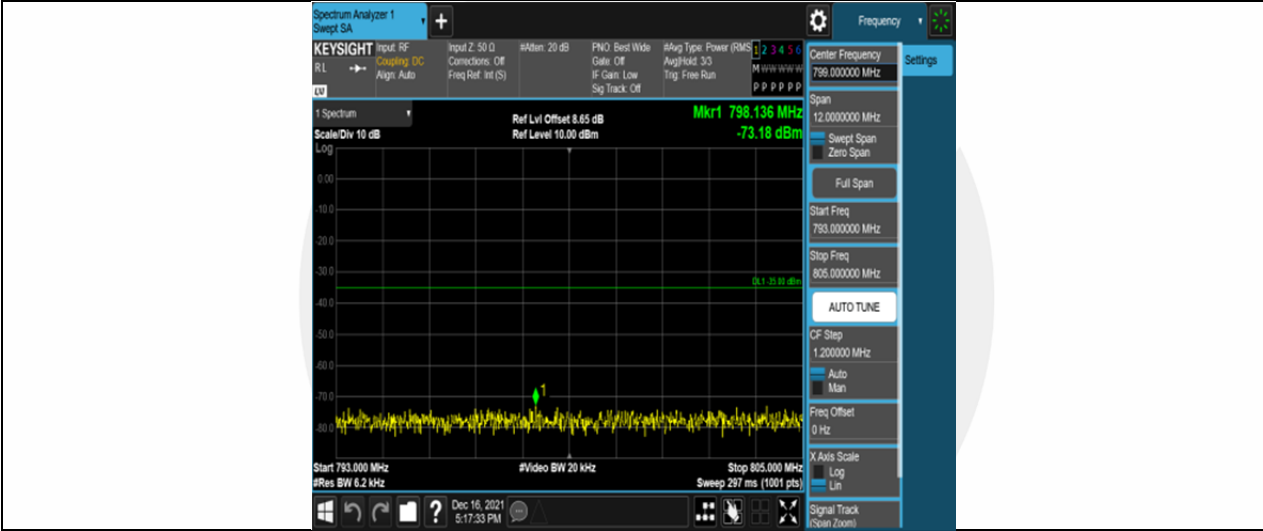 Spectrum Analyzer 1
Swept SA
+
Frequency
KEYSIGHT
RL
LV
Input: RF
Coupling: DC
Align: Auto
Input Z: 50 Ω
Corrections: Off
Freq Ref: Int (S)
#Atten: 20 dB
PNO: Best Wide
Gate: Off
IF Gain: Low
Sig Track: Off
#Avg Type: Power (RMS
Avg|Hold: 3/3
Trig: Free Run
1 2 3 4 5 6
M W W W W W
P P P P P P
Center Frequency
799.000000 MHz
Settings
Span
12.0000000 MHz
Swept Span
Zero Span
Full Span
Start Freq
793.000000 MHz
Stop Freq
805.000000 MHz
AUTO TUNE
CF Step
1.200000 MHz
Auto
Man
Freq Offset
0 Hz
X Axis Scale
Log
Lin
Signal Track
(Span Zoom)
1 Spectrum
Scale/Div 10 dB
Log
Ref Lvl Offset 8.65 dB
Ref Level 10.00 dBm
Mkr1 798.136 MHz
-73.18 dBm
0.00
-10.0
-20.0
-30.0
DL1 -35.00 dBm
-40.0
-50.0
-60.0
1
-70.0
-80.0
Start 793.000 MHz
#Video BW 20 kHz
Stop 805.000 MHz
#Res BW 6.2 kHz
Sweep 297 ms (1001 pts)
?
Dec 16, 2021
5:17:33 PM